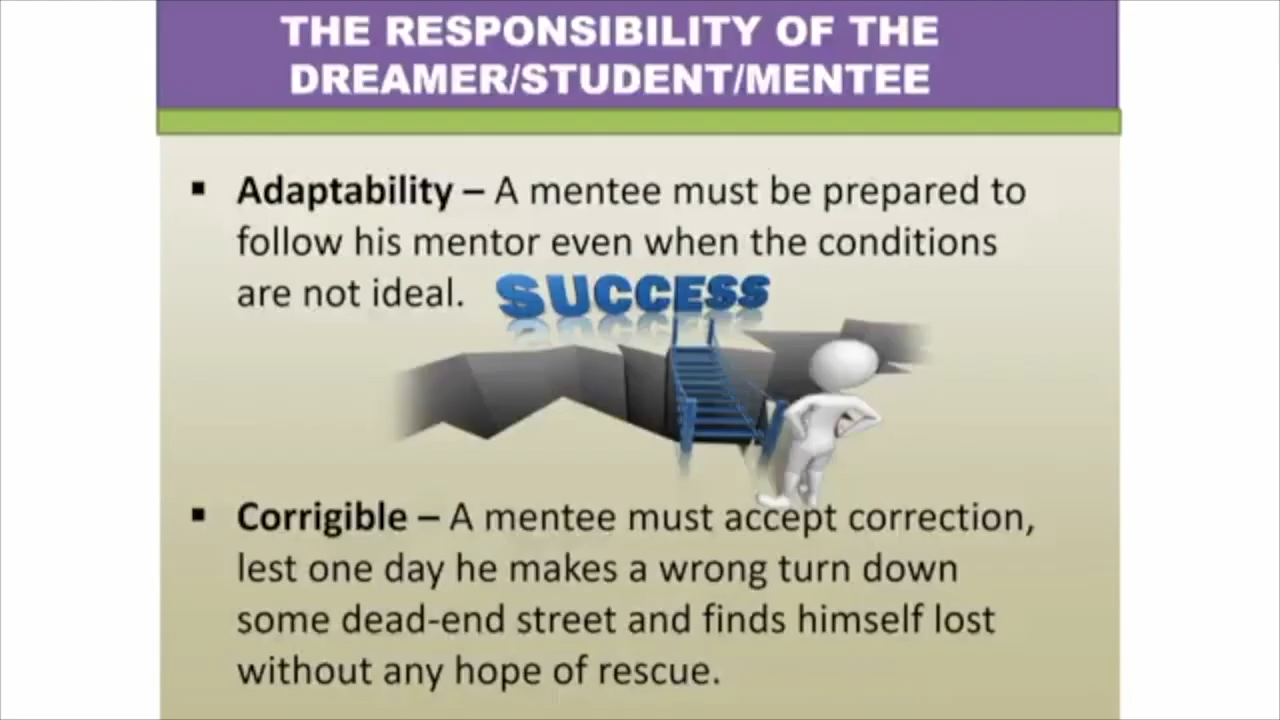 THE RESPONSIBILITY OF THE
DREAMER/STUDENT/MENTEE
▪ Adaptability – A mentee must be prepared to
follow his mentor even when the conditions
are not ideal.
SUCCESS
▪ Corrigible – A mentee must accept correction,
lest one day he makes a wrong turn down
some dead-end street and finds himself lost
without any hope of rescue.